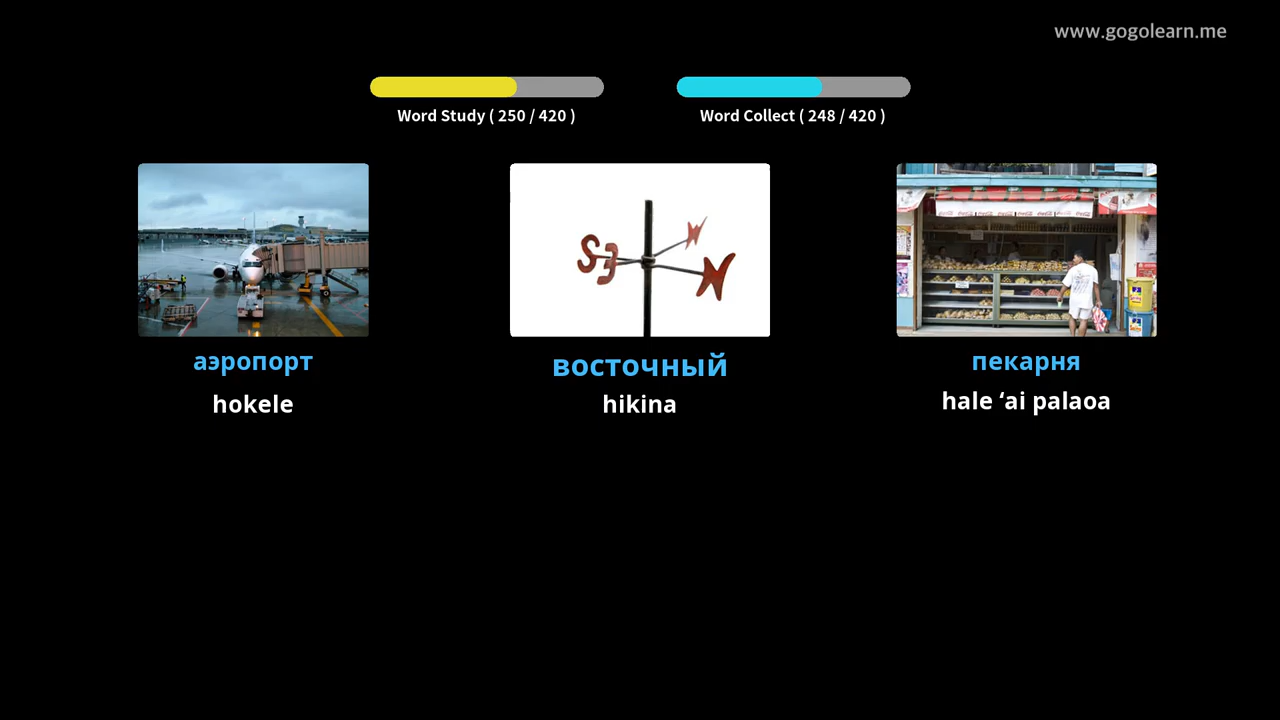 www.gogolearn.me
Word Study ( 250 / 420 )
Word Collect ( 248 / 420 )
S
E
W
N
аэропорт
восточный
пекарня
hokele
hikina
hale ʻai palaoa